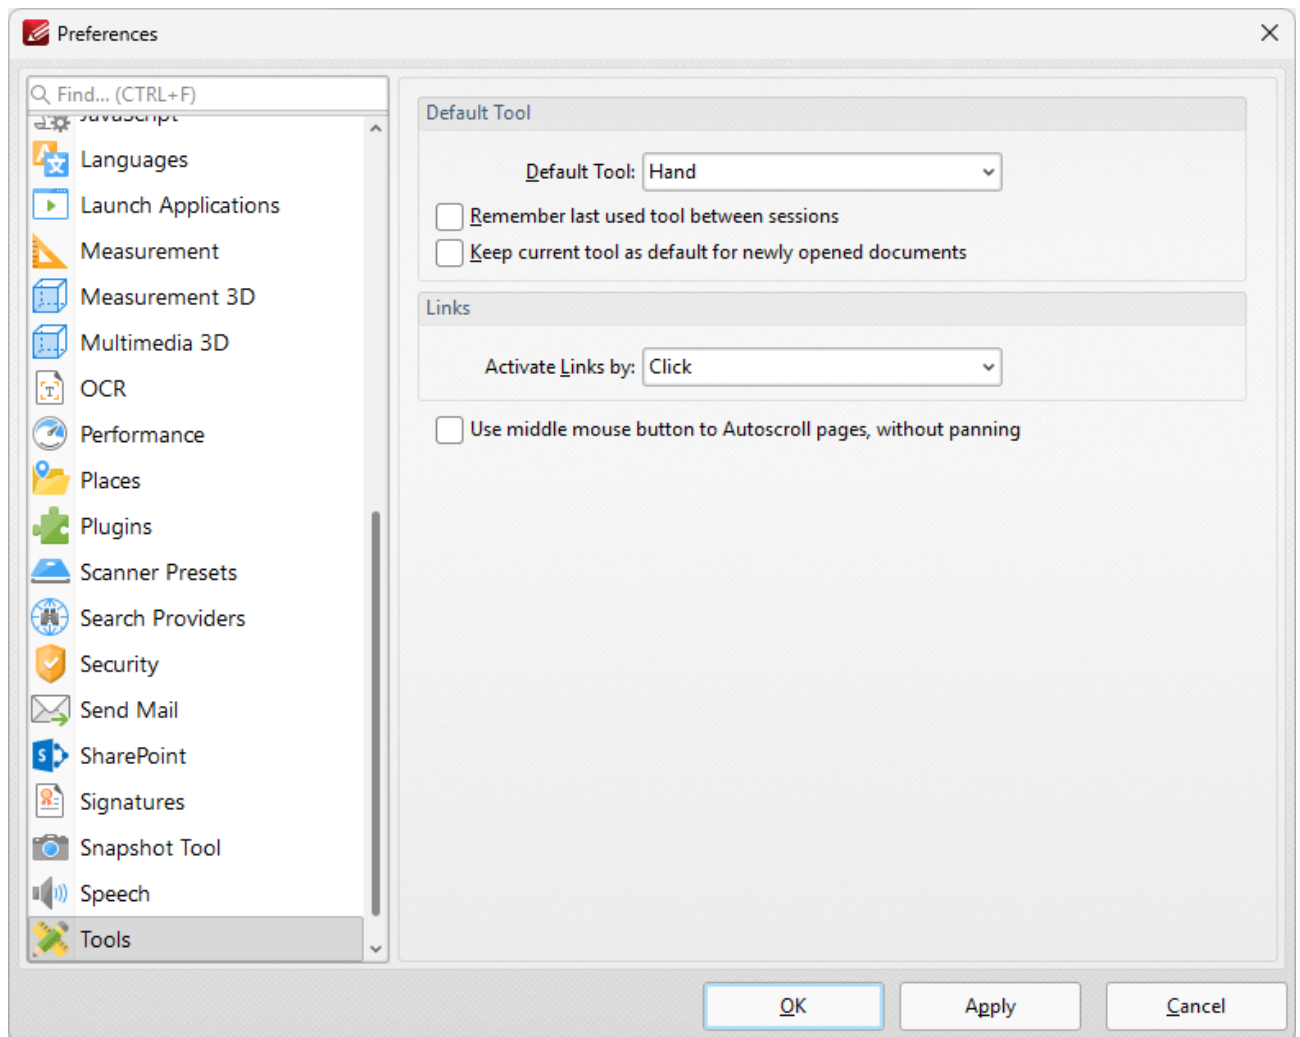 Preferences
Find... (CTRL+F)
JavaScript
Languages
Launch Applications
Measurement
Measurement 3D
Multimedia 3D
OCR
Performance
Places
Plugins
Scanner Presets
Search Providers
Security
Send Mail
SharePoint
Signatures
Snapshot Tool
Speech
Tools
Default Tool
Default Tool: Hand
Remember last used tool between sessions
Keep current tool as default for newly opened documents
Links
Activate Links by: Click
Use middle mouse button to Autoscroll pages, without panning
OK Apply Cancel